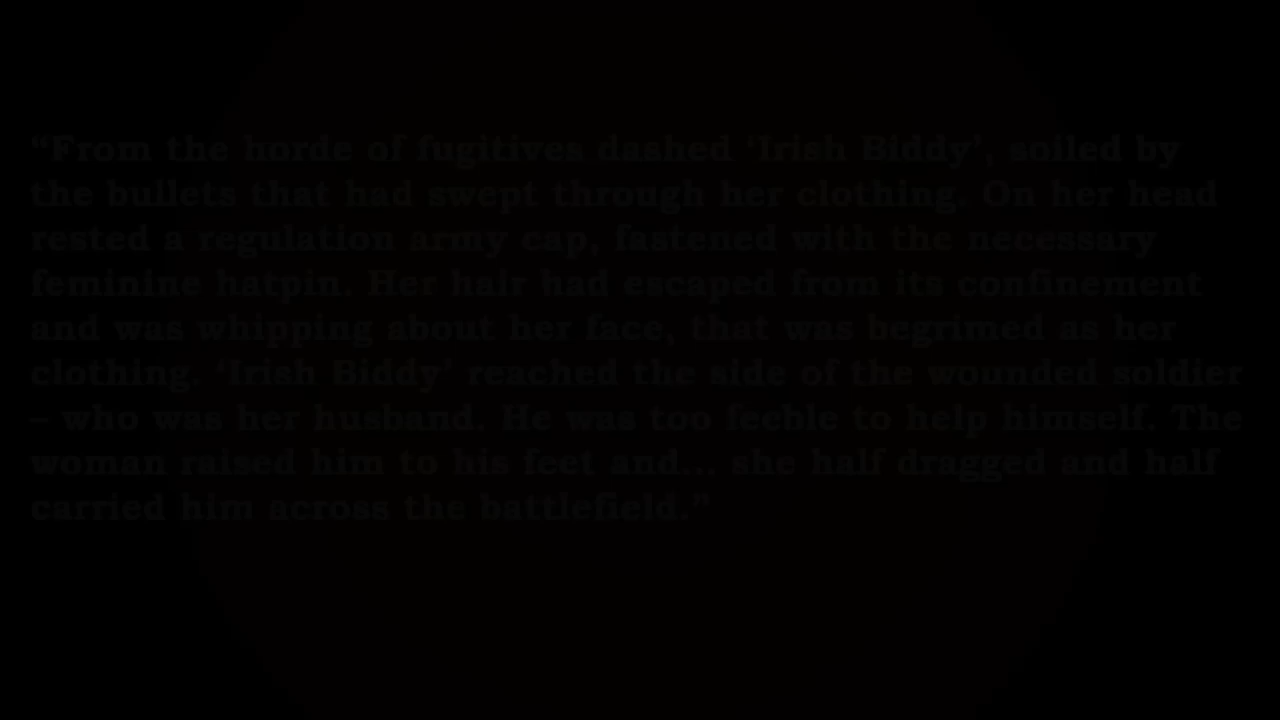 “From the horde of fugitives dashed ‘Irish Biddy’, soiled by
the bullets that had swept through her clothing. On her head
rested a regulation army cap, fastened with the necessary
feminine hatpin. Her hair had escaped from its confinement
and was whipping about her face, that was begrimed as her
clothing. ‘Irish Biddy’ reached the side of the wounded soldier
– who was her husband. He was too feeble to help himself. The
woman raised him to his feet and... she half dragged and half
carried him across the battlefield.”